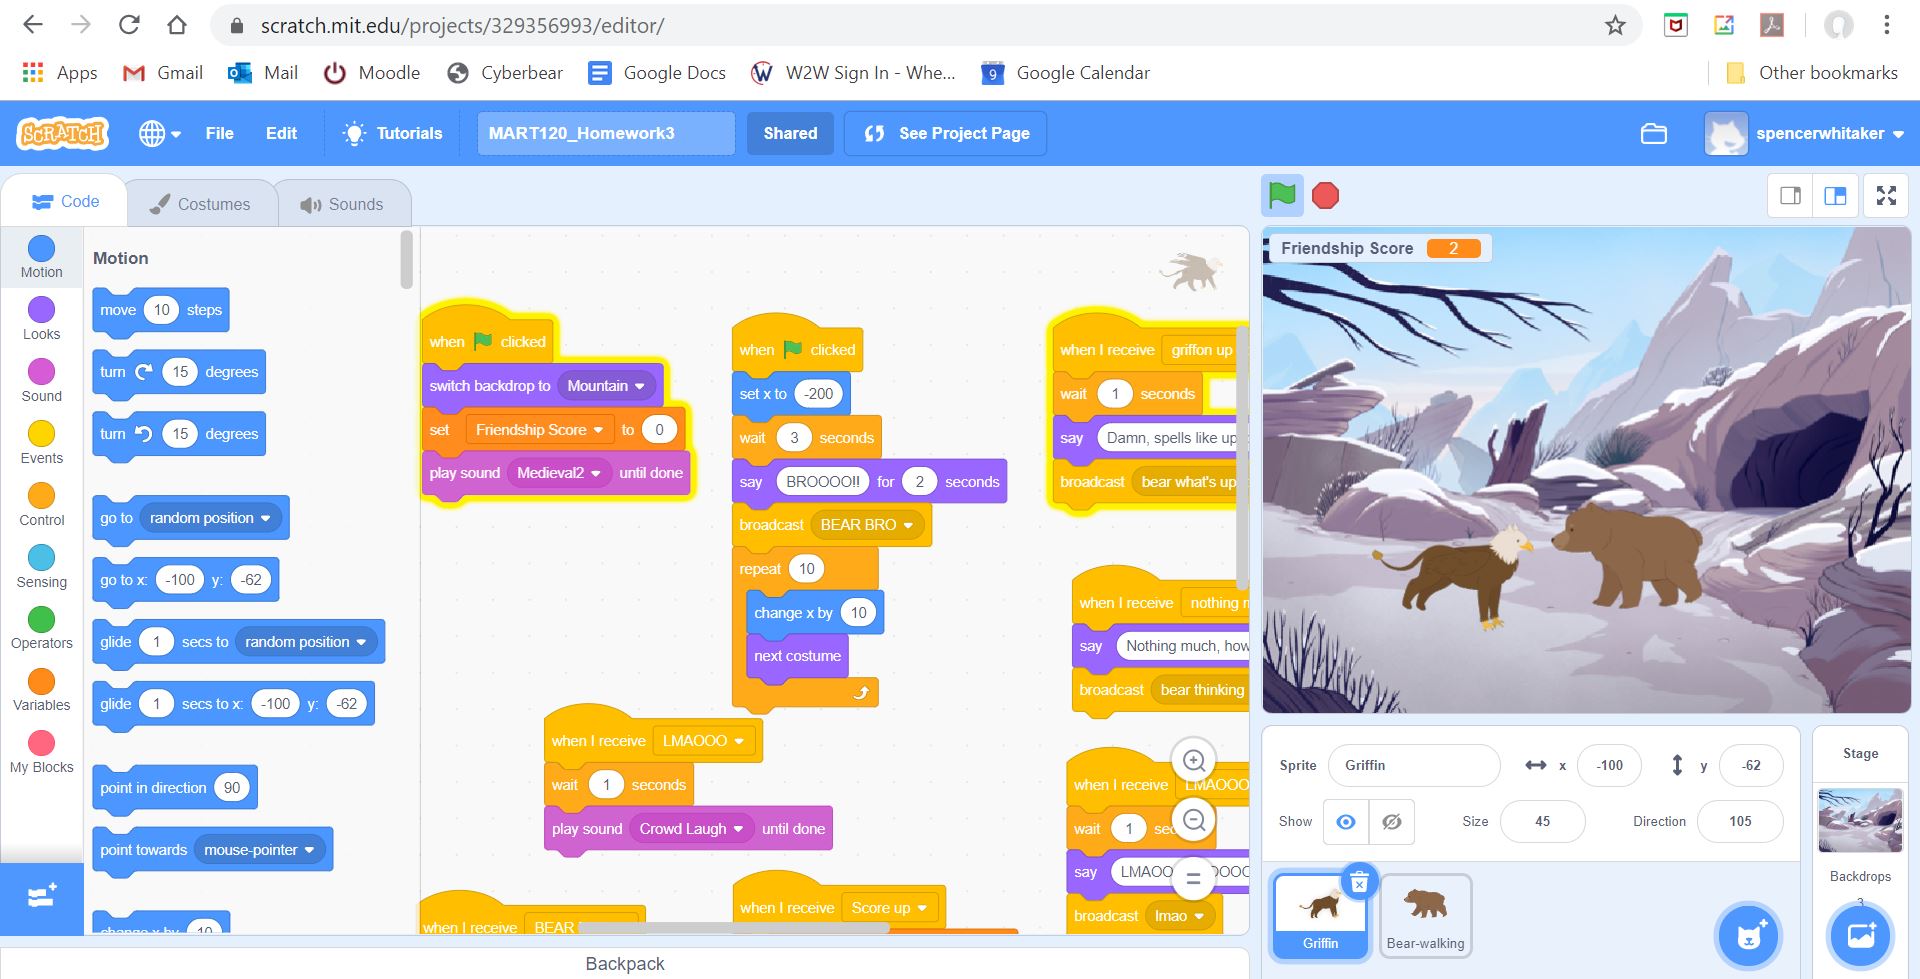 scratch.mit.edu/projects/329356993/editor/
Apps
Gmail
Mail
Moodle
Cyberbear
Google Docs
W2W Sign In - Whe...
9
Google Calendar
Other bookmarks
SCRATCH
File
Edit
Tutorials
MART120_Homework3
Shared
See Project Page
spencerwhitaker
Code
Costumes
Sounds
Motion
Looks
Sound
Events
Control
Sensing
Operators
Variables
My Blocks
Motion
move 10 steps
turn 15 degrees
turn 15 degrees
go to random position
go to x: -100 y: -62
glide 1 secs to random position
glide 1 secs to x: -100 y: -62
point in direction 90
point towards mouse-pointer
change x by 10
when clicked
switch backdrop to Mountain
set Friendship Score to 0
play sound Medieval2 until done
when clicked
set x to -200
wait 3 seconds
say BROOOO!! for 2 seconds
broadcast BEAR BRO
repeat 10
change x by 10
next costume
when I receive LMAOOO
wait 1 seconds
play sound Crowd Laugh until done
when I receive BEAR
when I receive Score up
when I receive griffon up
wait 1 seconds
say Damn, spells like up
broadcast bear what's up
when I receive nothing
say Nothing much, how
broadcast bear thinking
when I receive LMAOOO
wait 1 sec
say LMAOO
broadcast lmao
Backpack
Friendship Score 2
Sprite Griffin x -100 y -62
Show Size 45 Direction 105
Griffin
Bear-walking
Stage
Backdrops
3